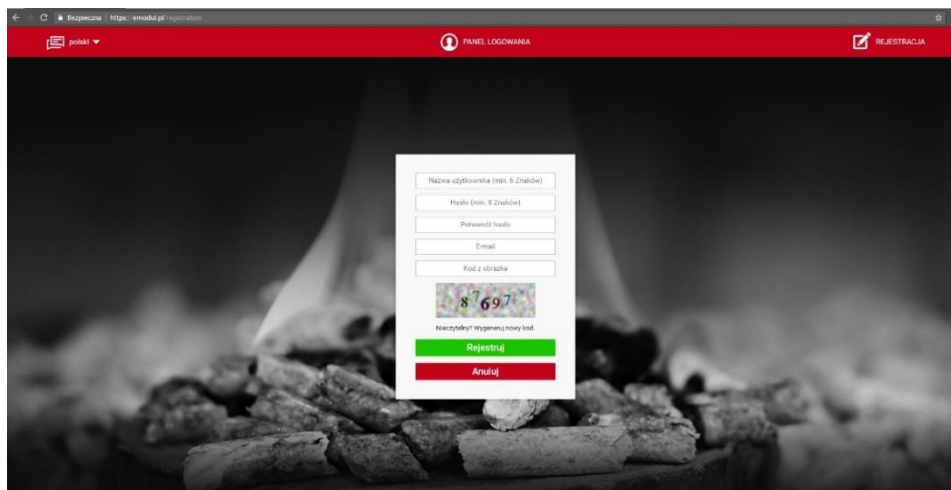 Bezpieczna | https://emodul.pl/registration
polski
PANEL LOGOWANIA
REJESTRACJA
Nazwa użytkownika (min. 6 Znaków)
Hasło (min. 8 Znaków)
Potwierdź hasło
E-mail
Kod z obrazka
87697
Nieczytelny? Wygeneruj nowy kod.
Rejestruj
Anuluj